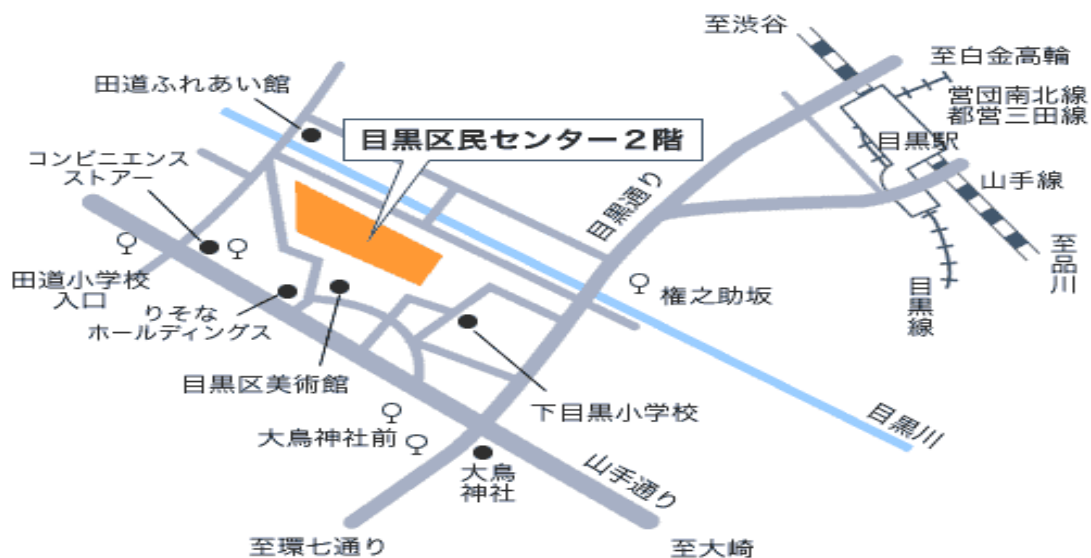 至渋谷
至白金高輪
営団南北線
都営三田線
目黒駅
山手線
至品川
目黒線
田道ふれあい館
目黒区民センター2階
目黒通り
コンビニエンス
ストアー
田道小学校
入口
りそな
ホールディングス
目黒区美術館
権之助坂
下目黒小学校
目黒川
大鳥神社前
大鳥
神社
山手通り
至環七通り
至大崎